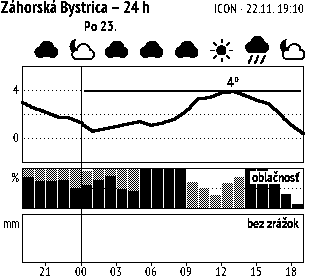 Záhorská Bystrica – 24 h
ICON · 22.11. 19:10
Po 23.
4
4°
0
%
oblačnosť
mm
bez zrážok
21 00 03 06 09 12 15 18